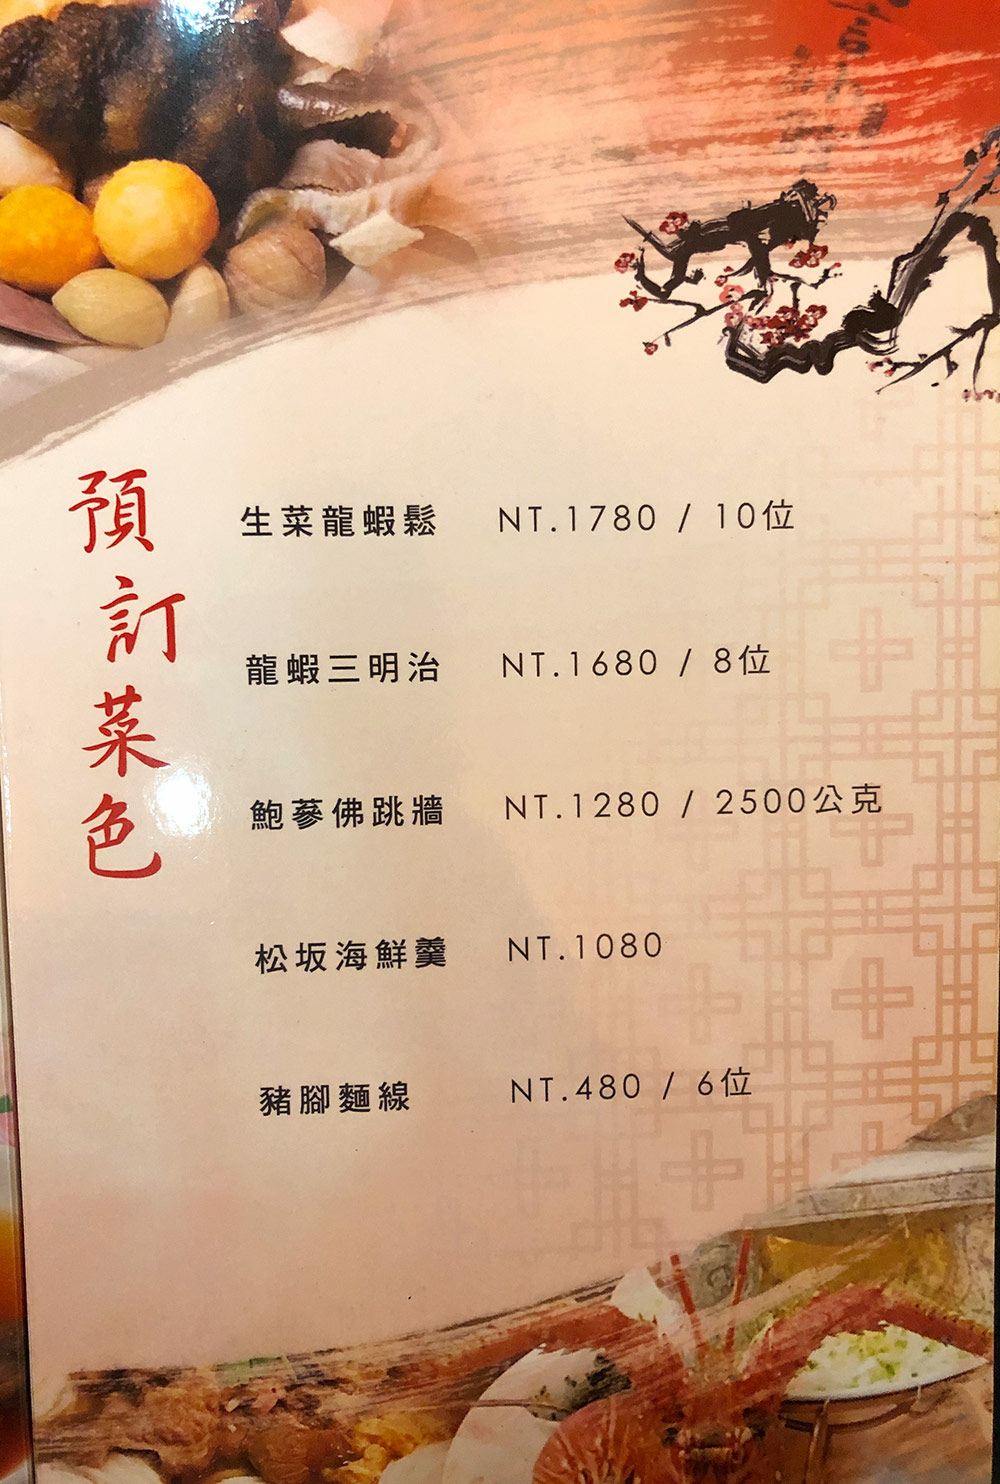 預訂菜色
生菜龍蝦鬆 NT.1780 / 10位
龍蝦三明治 NT.1680 / 8位
鮑蔘佛跳牆 NT.1280 / 2500公克
松坂海鮮羹 NT.1080
豬腳麵線 NT.480 / 6位